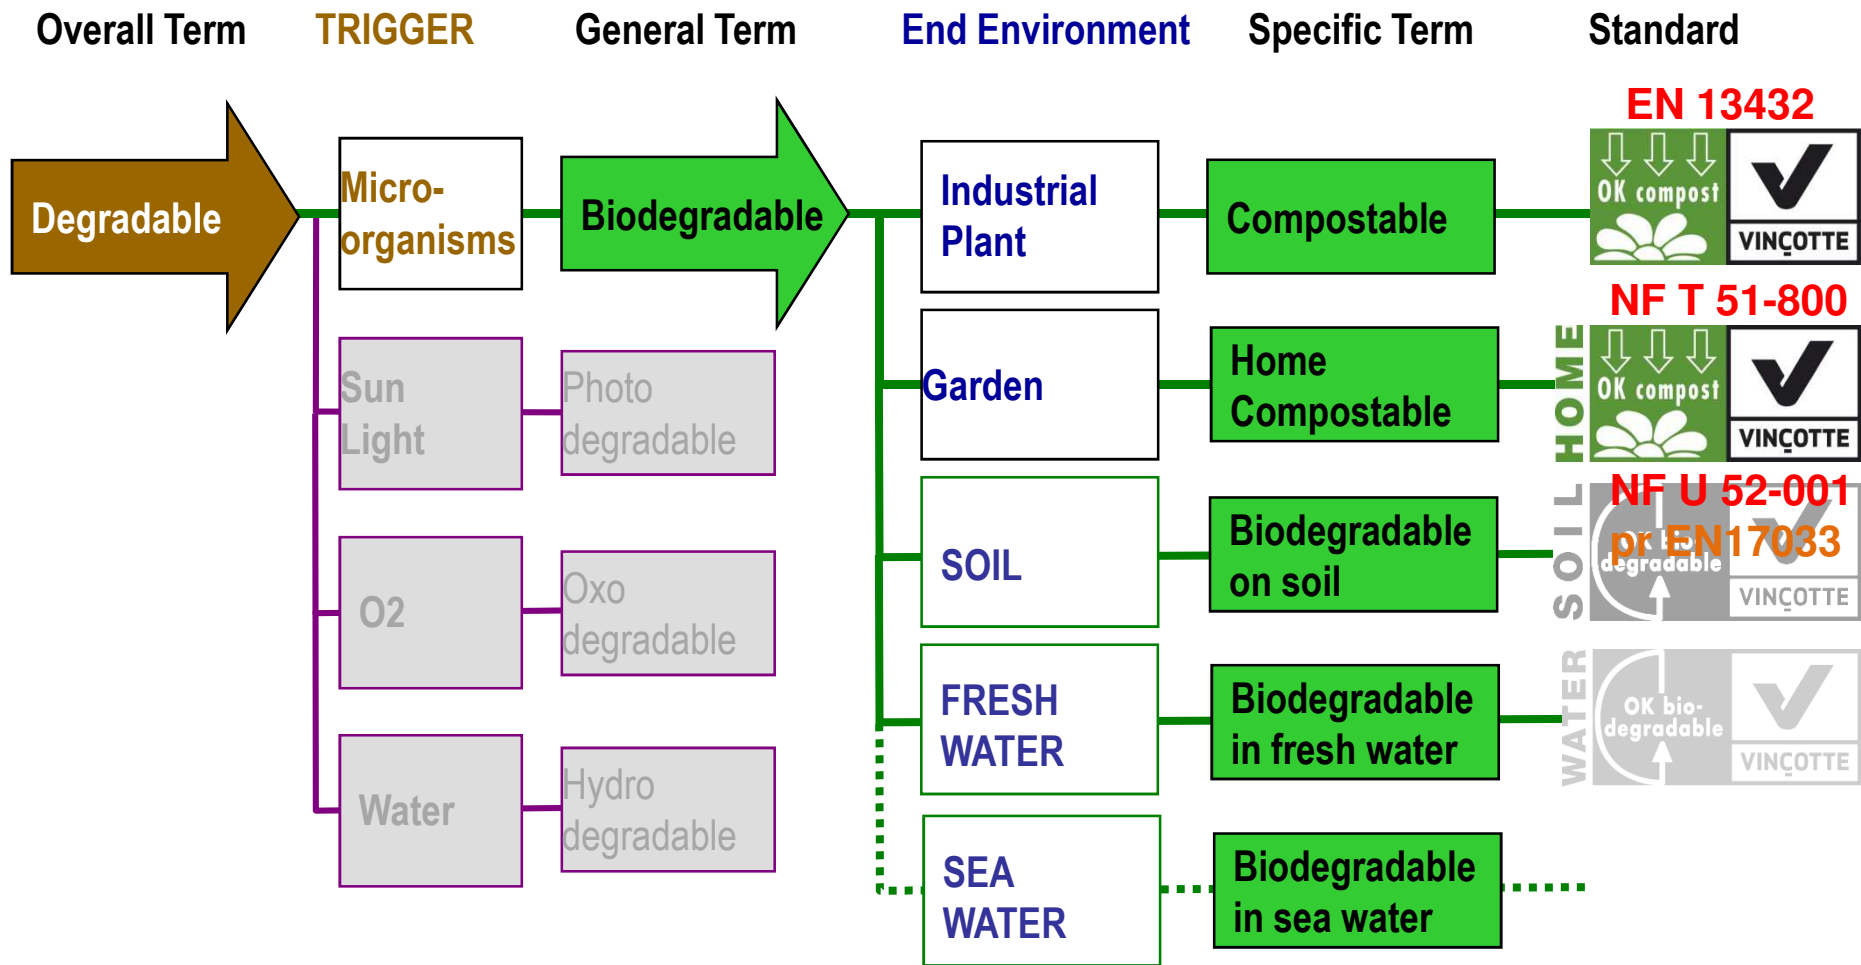 Overall Term
TRIGGER
General Term
End Environment
Specific Term
Standard
Degradable
Micro-
organisms
Biodegradable
Industrial
Plant
Compostable
EN 13432
OK compost
VINÇOTTE
Garden
Home
Compostable
NF T 51-800
HOME
OK compost
VINÇOTTE
Sun
Light
Photo
degradable
SOIL
Biodegradable
on soil
NF U 52-001
pr EN17033
SOIL
OK bio-
degradable
VINÇOTTE
O2
Oxo
degradable
FRESH
WATER
Biodegradable
in fresh water
WATER
OK bio-
degradable
VINÇOTTE
Water
Hydro
degradable
SEA
WATER
Biodegradable
in sea water